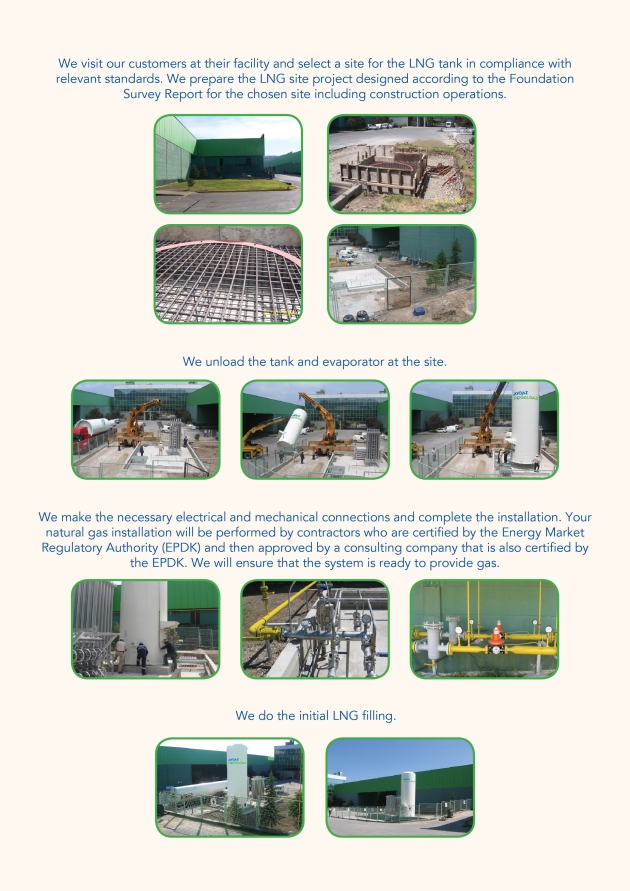 We visit our customers at their facility and select a site for the LNG tank in compliance with
relevant standards. We prepare the LNG site project designed according to the Foundation
Survey Report for the chosen site including construction operations.
We unload the tank and evaporator at the site.
We make the necessary electrical and mechanical connections and complete the installation. Your
natural gas installation will be performed by contractors who are certified by the Energy Market
Regulatory Authority (EPDK) and then approved by a consulting company that is also certified by
the EPDK. We will ensure that the system is ready to provide gas.
We do the initial LNG filling.